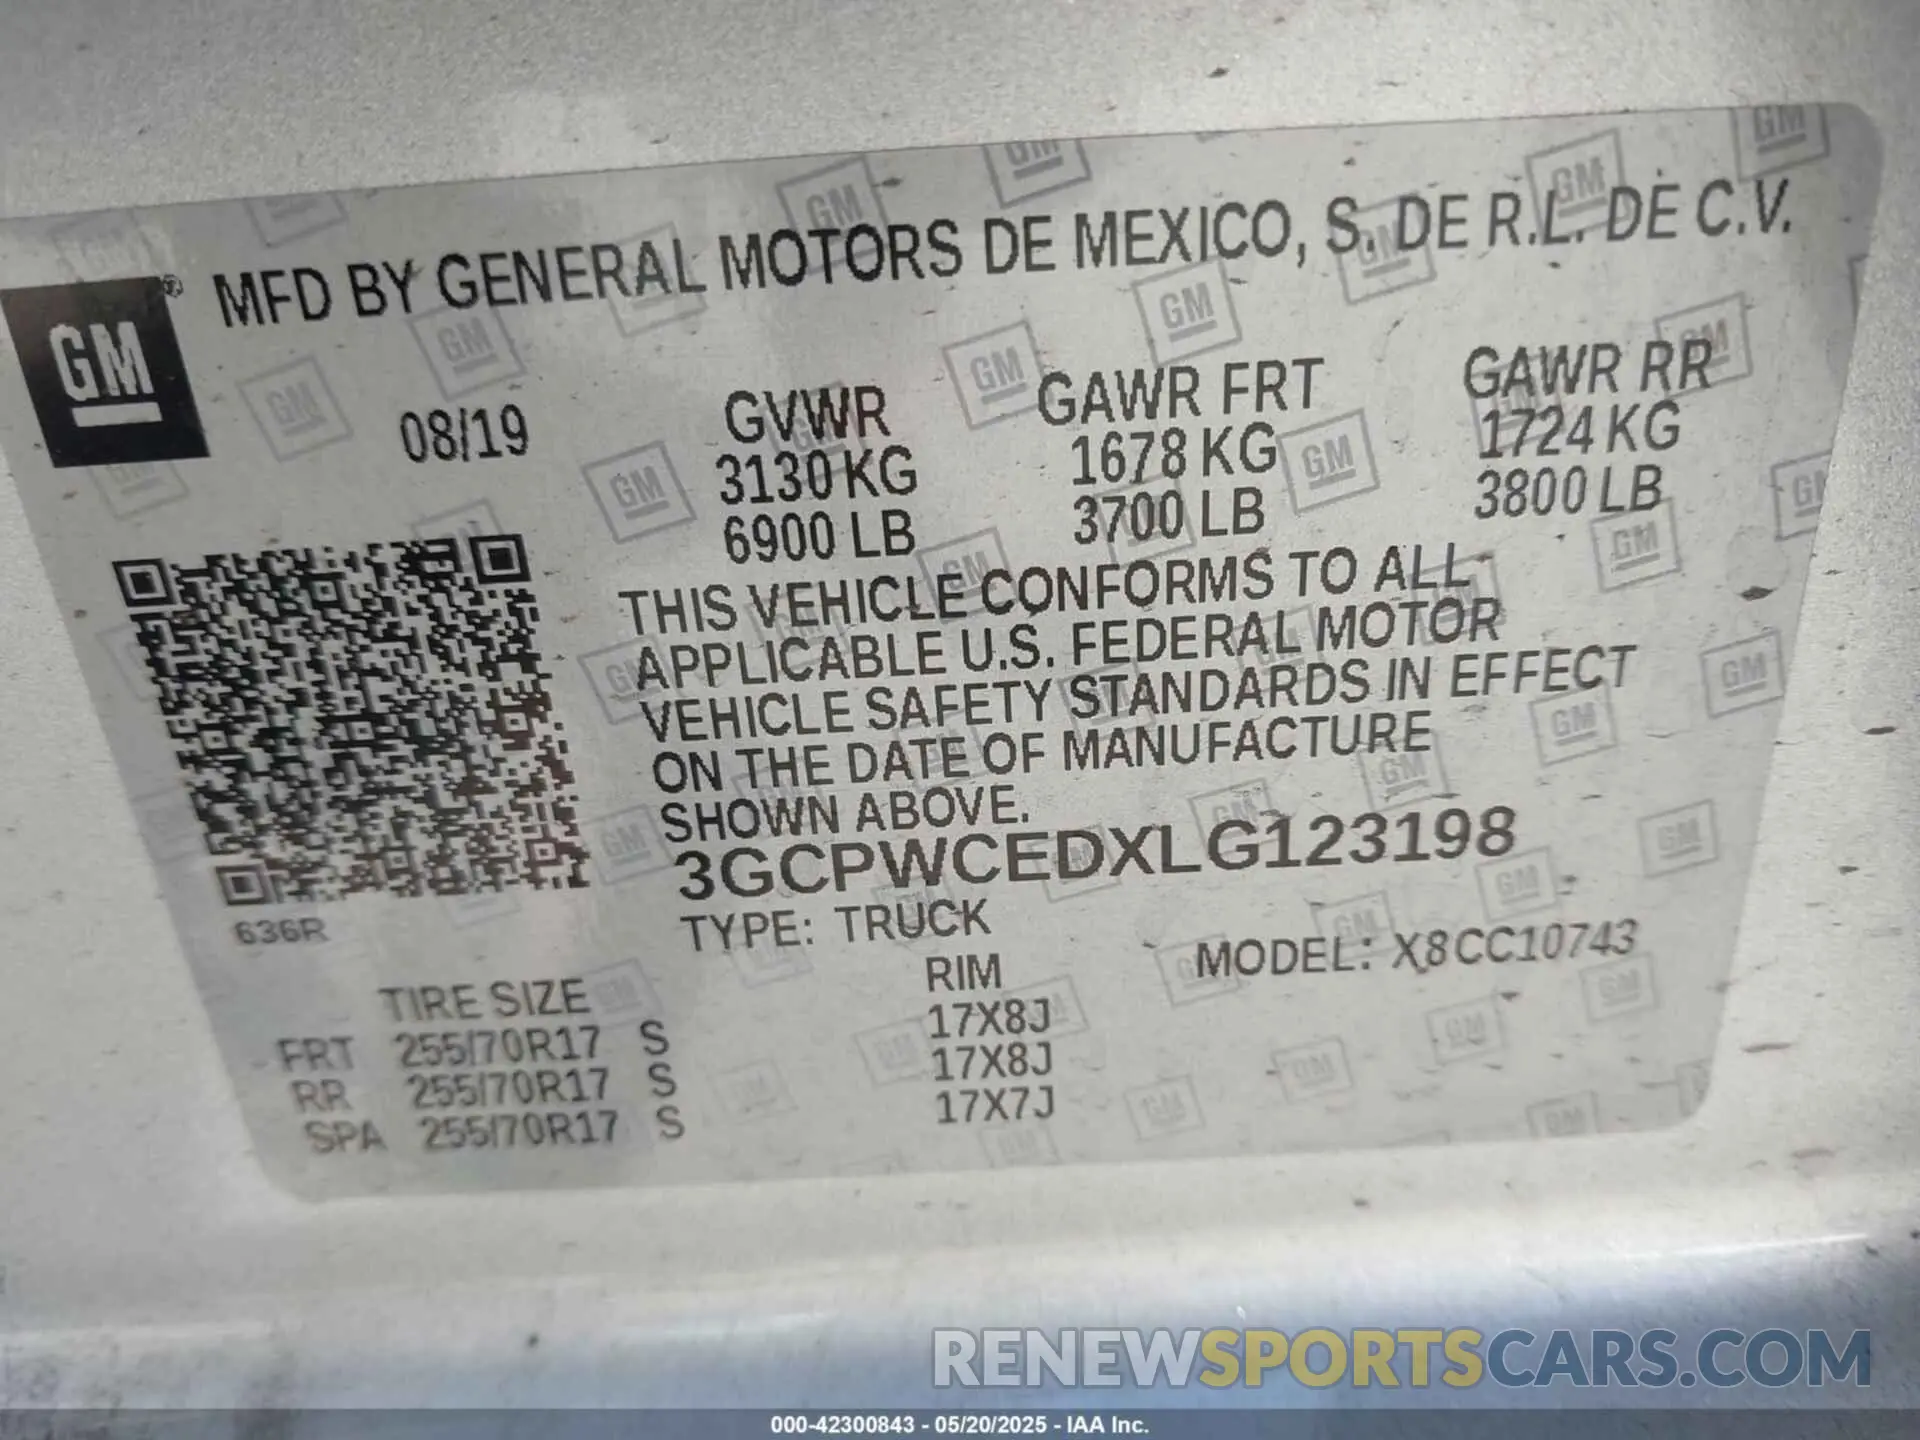 MFD BY GENERAL MOTORS DE MEXICO, S. DE R.L. DE C.V.
GM®
08/19 GVWR GAWR FRT GAWR RR
3130 KG 1678 KG 1724 KG
6900 LB 3700 LB 3800 LB
THIS VEHICLE CONFORMS TO ALL
APPLICABLE U.S. FEDERAL MOTOR
VEHICLE SAFETY STANDARDS IN EFFECT
ON THE DATE OF MANUFACTURE
SHOWN ABOVE.
3GCPWCEDXLG123198
636R
TYPE: TRUCK MODEL: X8CC10743
TIRE SIZE RIM
FRT 255/70R17 S 17X8J
RR 255/70R17 S 17X8J
SPA 255/70R17 S 17X7J
RENEWSPORTSCARS.COM
000-42300843 - 05/20/2025 - IAA Inc.